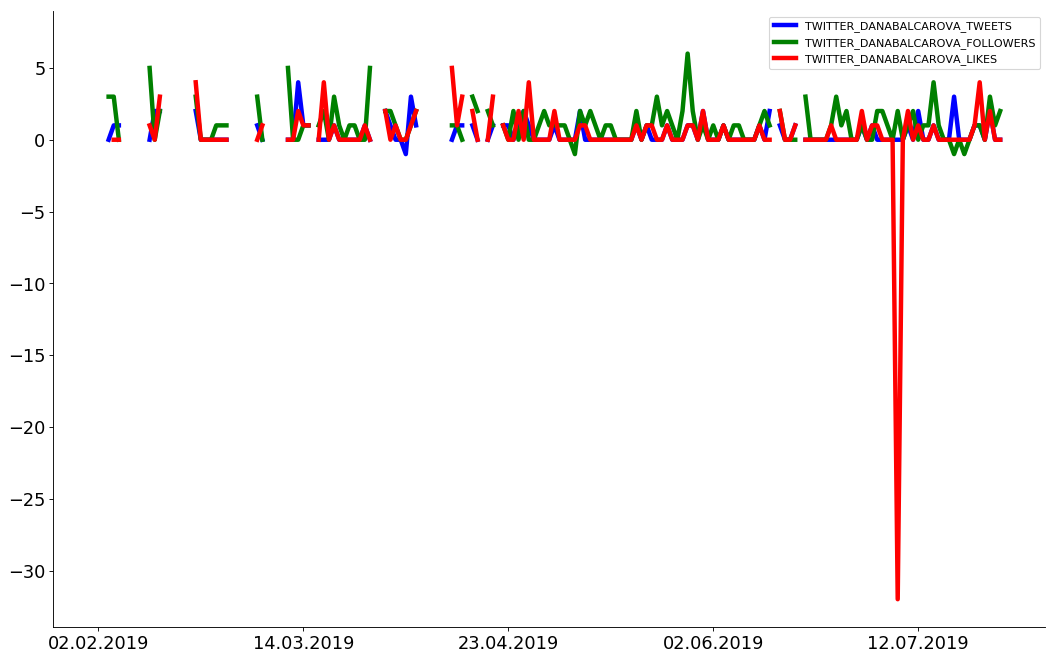 TWITTER_DANABALCAROVA_TWEETS
TWITTER_DANABALCAROVA_FOLLOWERS
TWITTER_DANABALCAROVA_LIKES
5
0
−5
−10
−15
−20
−25
−30
02.02.2019 14.03.2019 23.04.2019 02.06.2019 12.07.2019